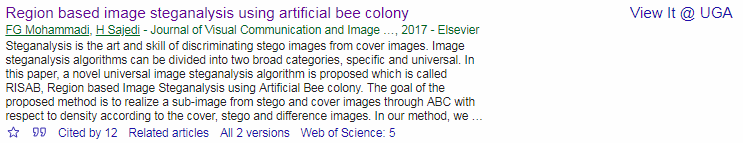 Region based image steganalysis using artificial bee colony
View It @ UGA
FG Mohammadi, H Sajedi - Journal of Visual Communication and Image …, 2017 - Elsevier
Steganalysis is the art and skill of discriminating stego images from cover images. Image
steganalysis algorithms can be divided into two broad categories, specific and universal. In
this paper, a novel universal image steganalysis algorithm is proposed which is called
RISAB, Region based Image Steganalysis using Artificial Bee colony. The goal of the
proposed method is to realize a sub-image from stego and cover images through ABC with
respect to density according to the cover, stego and difference images. In our method, we …
Cited by 12 Related articles All 2 versions Web of Science: 5